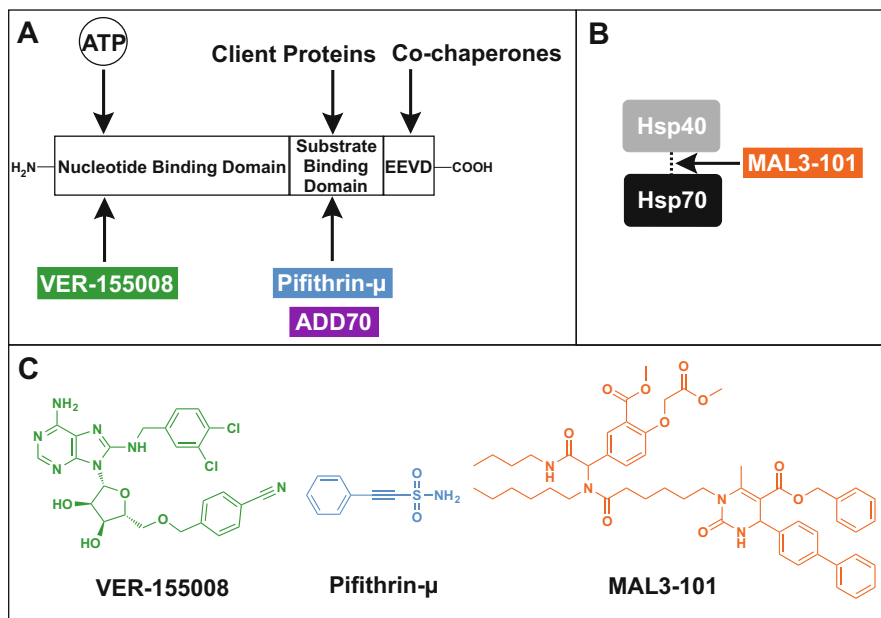 A
ATP
Client Proteins
Co-chaperones
H₂N
Nucleotide Binding Domain
Substrate
Binding
Domain
EEVD
COOH
VER-155008
Pifithrin-µ
ADD70
B
Hsp40
MAL3-101
Hsp70
C
NH₂
N
N
N
N
NH
Cl
Cl
O
HO
HO
O
N
VER-155008
O
S
NH₂
O
Pifithrin-µ
O
O
O
O
O
O
N
H
N
O
N
O
N
H
O
O
MAL3-101